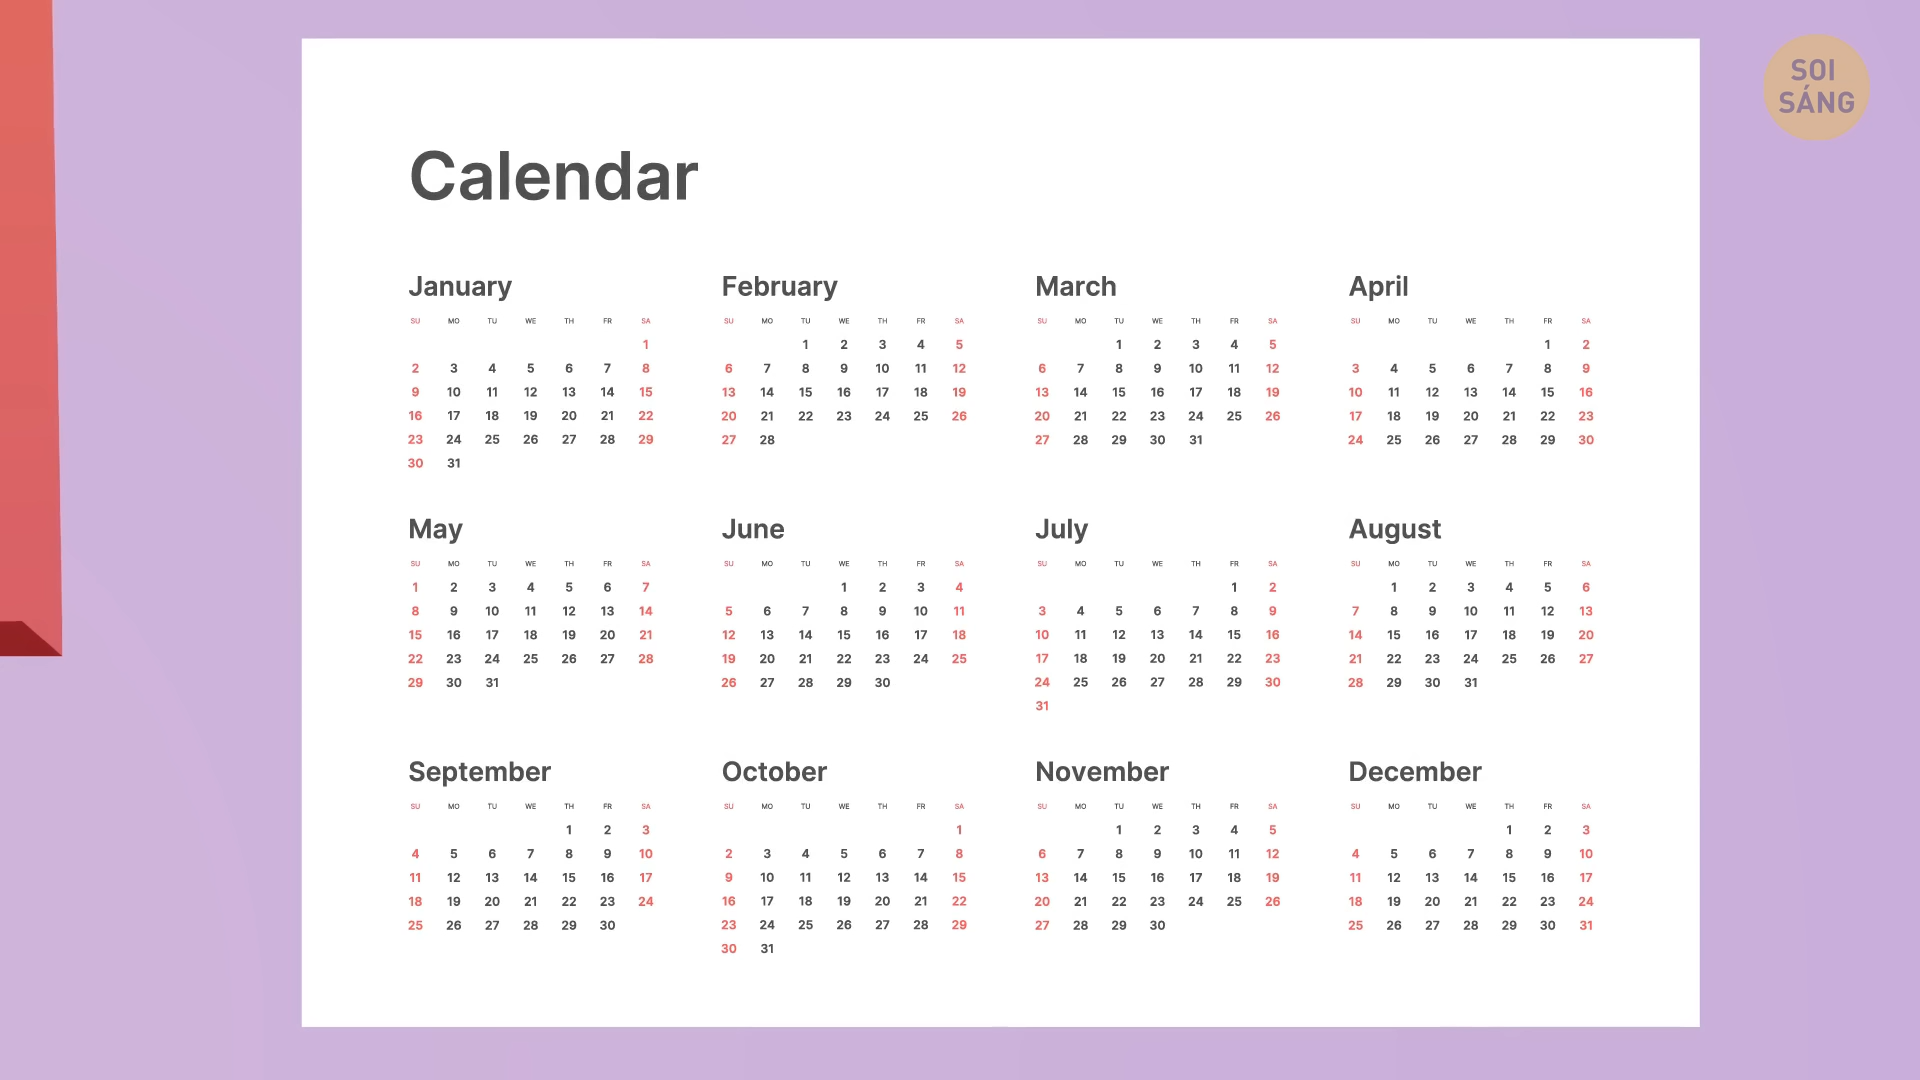 SOI
SÁNG
Calendar
January
SU MO TU WE TH FR SA
1
2 3 4 5 6 7 8
9 10 11 12 13 14 15
16 17 18 19 20 21 22
23 24 25 26 27 28 29
30 31
February
SU MO TU WE TH FR SA
1 2 3 4 5
6 7 8 9 10 11 12
13 14 15 16 17 18 19
20 21 22 23 24 25 26
27 28
March
SU MO TU WE TH FR SA
1 2 3 4 5
6 7 8 9 10 11 12
13 14 15 16 17 18 19
20 21 22 23 24 25 26
27 28 29 30 31
April
SU MO TU WE TH FR SA
1 2
3 4 5 6 7 8 9
10 11 12 13 14 15 16
17 18 19 20 21 22 23
24 25 26 27 28 29 30
May
SU MO TU WE TH FR SA
1 2 3 4 5 6 7
8 9 10 11 12 13 14
15 16 17 18 19 20 21
22 23 24 25 26 27 28
29 30 31
June
SU MO TU WE TH FR SA
1 2 3 4
5 6 7 8 9 10 11
12 13 14 15 16 17 18
19 20 21 22 23 24 25
26 27 28 29 30
July
SU MO TU WE TH FR SA
1 2
3 4 5 6 7 8 9
10 11 12 13 14 15 16
17 18 19 20 21 22 23
24 25 26 27 28 29 30
31
August
SU MO TU WE TH FR SA
1 2 3 4 5 6
7 8 9 10 11 12 13
14 15 16 17 18 19 20
21 22 23 24 25 26 27
28 29 30 31
September
SU MO TU WE TH FR SA
1 2 3
4 5 6 7 8 9 10
11 12 13 14 15 16 17
18 19 20 21 22 23 24
25 26 27 28 29 30
October
SU MO TU WE TH FR SA
1
2 3 4 5 6 7 8
9 10 11 12 13 14 15
16 17 18 19 20 21 22
23 24 25 26 27 28 29
30 31
November
SU MO TU WE TH FR SA
1 2 3 4 5
6 7 8 9 10 11 12
13 14 15 16 17 18 19
20 21 22 23 24 25 26
27 28 29 30
December
SU MO TU WE TH FR SA
1 2 3
4 5 6 7 8 9 10
11 12 13 14 15 16 17
18 19 20 21 22 23 24
25 26 27 28 29 30 31